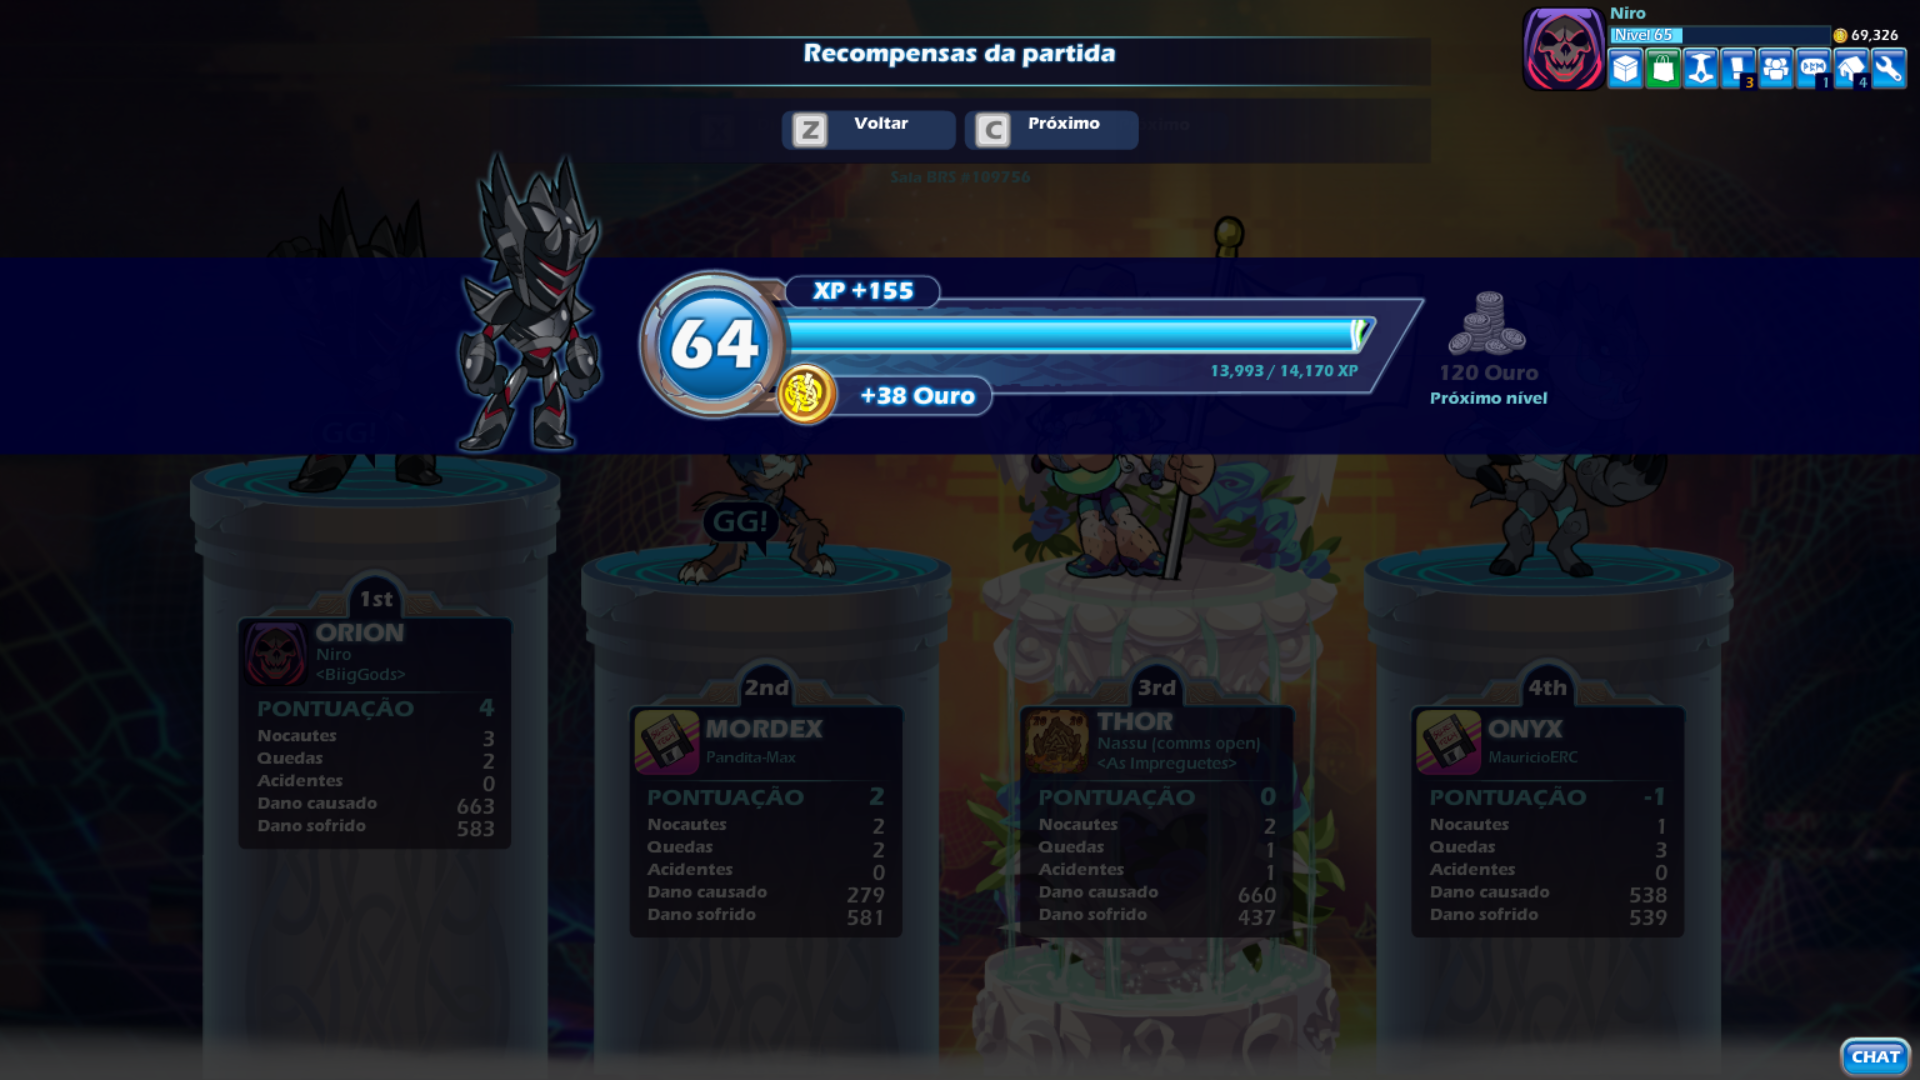 Niro
Nível 65
69,326
3
1
4
Recompensas da partida
Z Voltar
C Próximo
Sala BRS #109756
XP +155
64
13,993 / 14,170 XP
+38 Ouro
120 Ouro
Próximo nível
GG!
GG!
1st
ORION
Niro
<BiigGods>
PONTUAÇÃO 4
Nocautes 3
Quedas 2
Acidentes 0
Dano causado 663
Dano sofrido 583
2nd
MORDEX
Pandita-Max
PONTUAÇÃO 2
Nocautes 2
Quedas 2
Acidentes 0
Dano causado 279
Dano sofrido 581
3rd
THOR
Nassu (comms open)
<As Impreguetes>
PONTUAÇÃO 0
Nocautes 2
Quedas 1
Acidentes 1
Dano causado 660
Dano sofrido 437
4th
ONYX
MauricioERC
PONTUAÇÃO -1
Nocautes 1
Quedas 3
Acidentes 0
Dano causado 538
Dano sofrido 539
CHAT